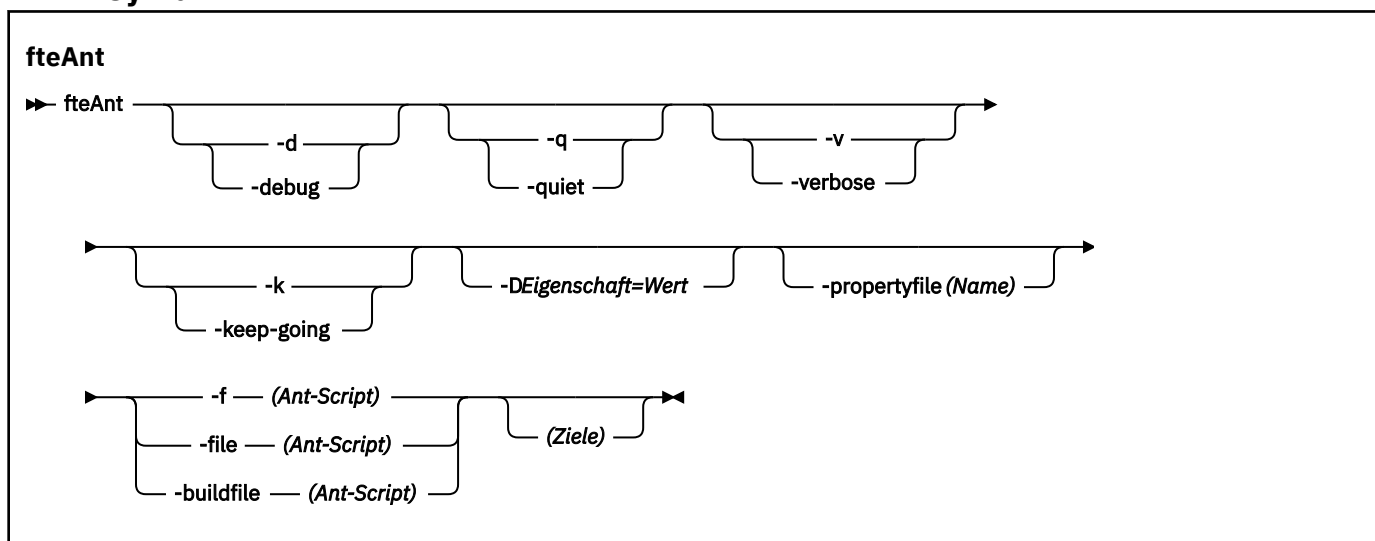 fteAnt
fteAnt
-d
-debug
-q
-quiet
-v
-verbose
-k
-keep-going
-DEigenschaft=Wert
-propertyfile (Name)
-f (Ant-Script)
-file (Ant-Script)
-buildfile (Ant-Script)
(Ziele)